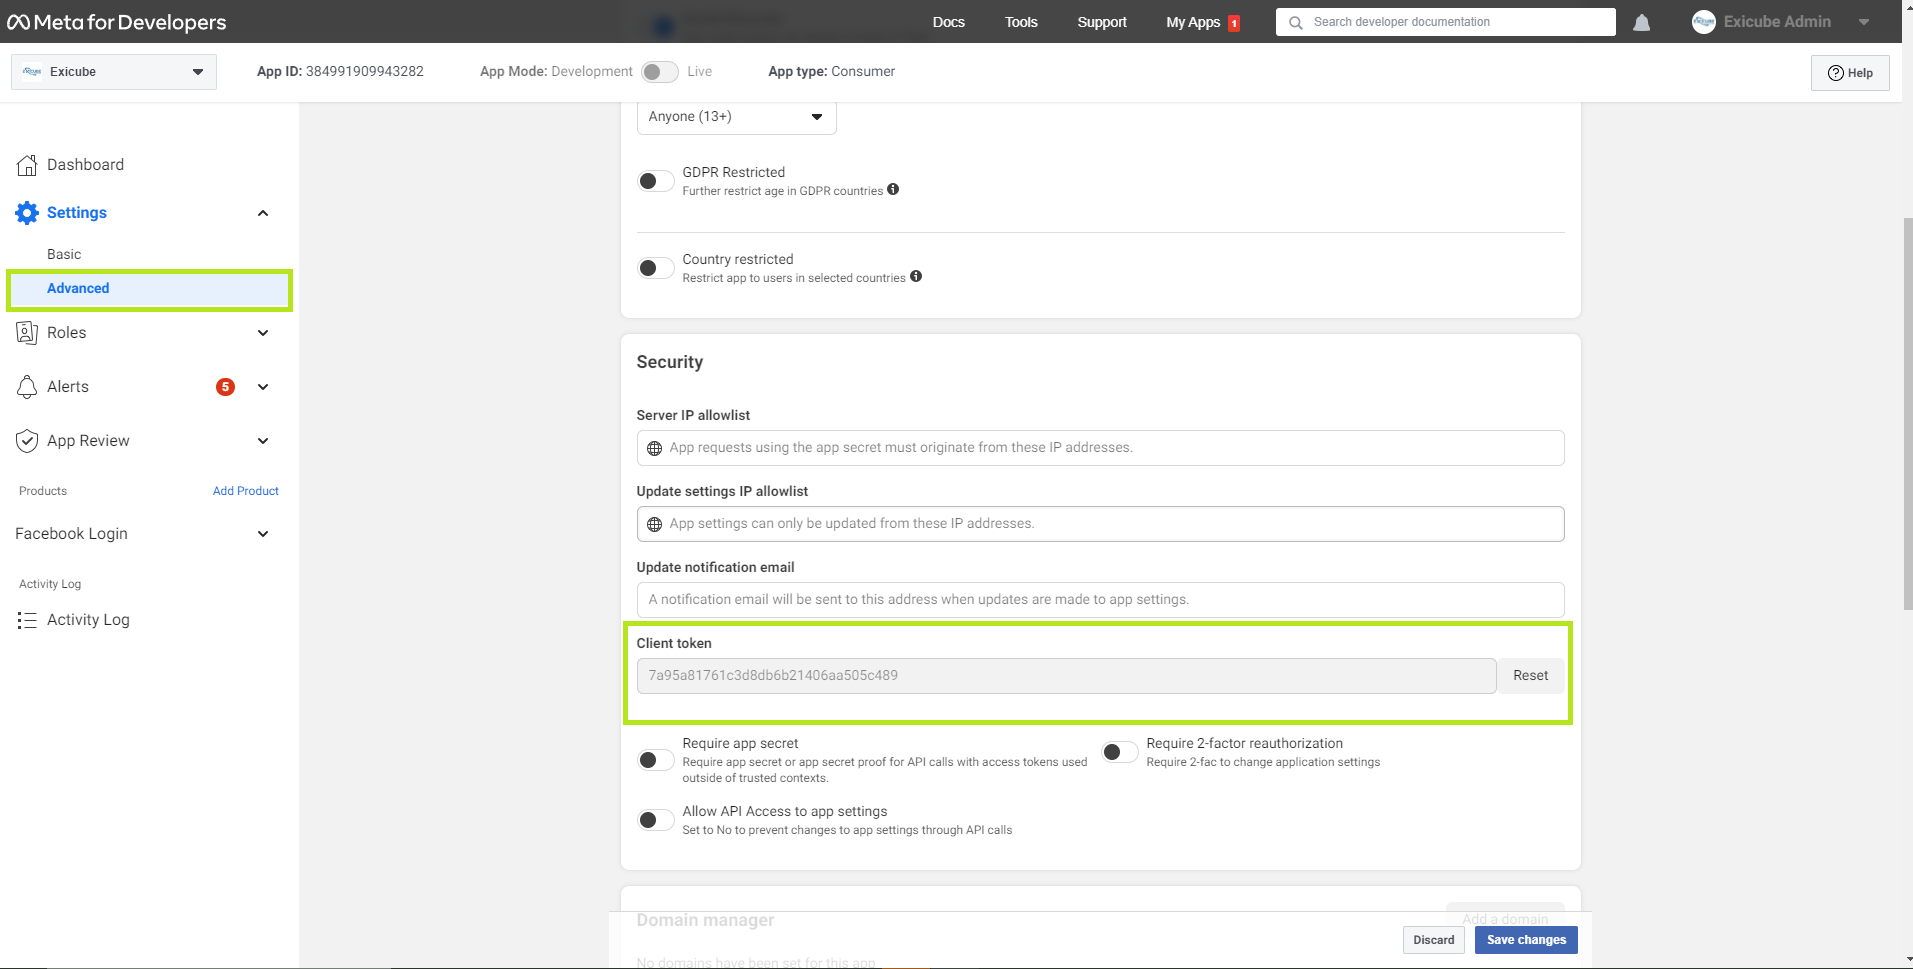 Meta for Developers
Docs
Tools
Support
My Apps 1
Search developer documentation
Exicube Admin
Exicube
App ID: 384991909943282
App Mode: Development
Live
App type: Consumer
Help
Dashboard
Settings
Basic
Advanced
Roles
Alerts
5
App Review
Products
Add Product
Facebook Login
Activity Log
Activity Log
Anyone (13+)
GDPR Restricted
Further restrict age in GDPR countries
Country restricted
Restrict app to users in selected countries
Security
Server IP allowlist
App requests using the app secret must originate from these IP addresses.
Update settings IP allowlist
App settings can only be updated from these IP addresses.
Update notification email
A notification email will be sent to this address when updates are made to app settings.
Client token
7a95a81761c3d8db6b21406aa505c489
Reset
Require app secret
Require app secret or app secret proof for API calls with access tokens used
outside of trusted contexts.
Require 2-factor reauthorization
Require 2-fac to change application settings
Allow API Access to app settings
Set to No to prevent changes to app settings through API calls
Domain manager
Add a domain
No domains have been set for this app
Discard
Save changes